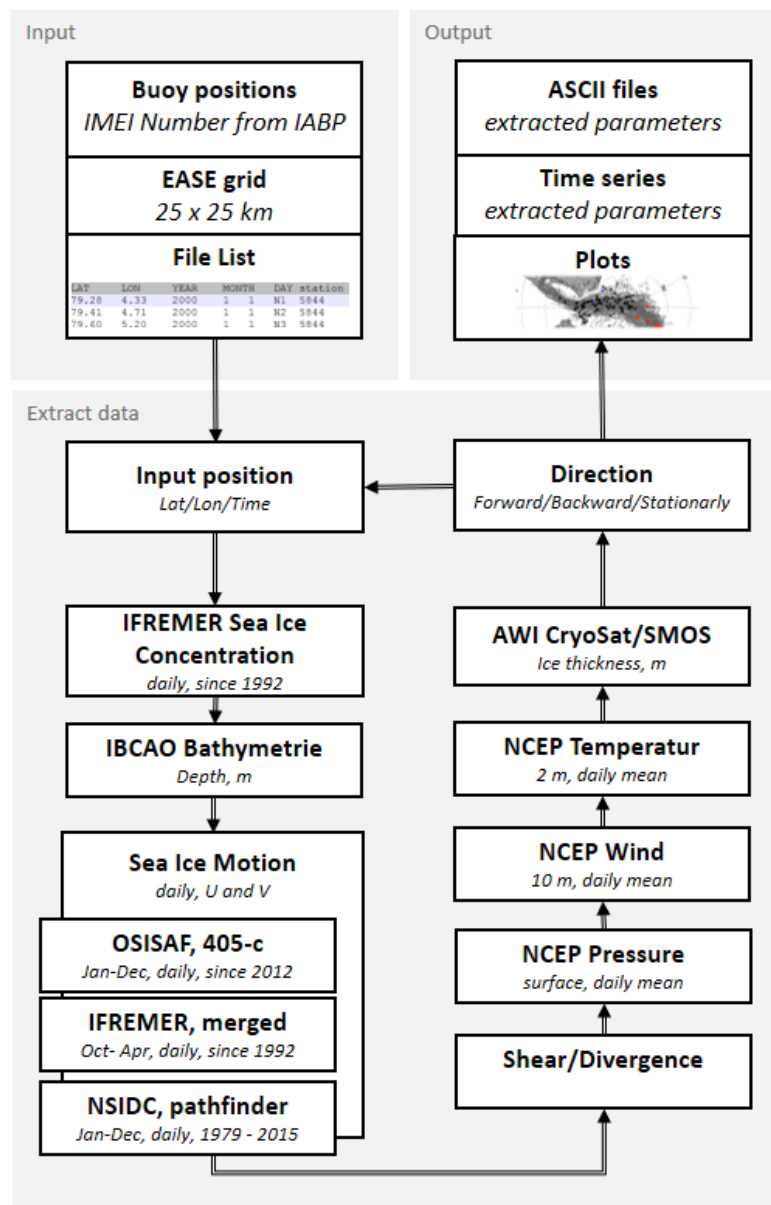 Input
Buoy positions
IMEI Number from IABP
EASE grid
25 x 25 km
File List
LAT LON YEAR MONTH DAY station
79.28 4.33 2000 1 1 N1 5844
79.41 4.71 2000 1 1 N2 5844
79.60 5.20 2000 1 1 N3 5844
Output
ASCII files
extracted parameters
Time series
extracted parameters
Plots
Extract data
Input position
Lat/Lon/Time
IFREMER Sea Ice
Concentration
daily, since 1992
IBCAO Bathymetrie
Depth, m
Sea Ice Motion
daily, U and V
OSISAF, 405-c
Jan-Dec, daily, since 2012
IFREMER, merged
Oct- Apr, daily, since 1992
NSIDC, pathfinder
Jan-Dec, daily, 1979 - 2015
Direction
Forward/Backward/Stationarly
AWI CryoSat/SMOS
Ice thickness, m
NCEP Temperatur
2 m, daily mean
NCEP Wind
10 m, daily mean
NCEP Pressure
surface, daily mean
Shear/Divergence